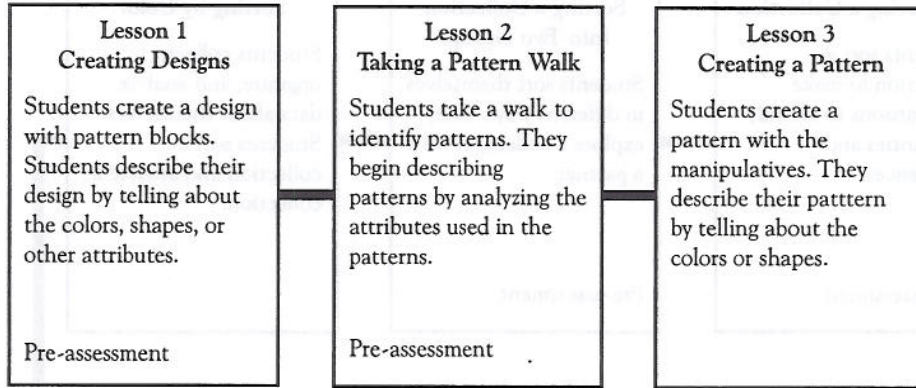 Lesson 1
Creating Designs
Students create a design
with pattern blocks.
Students describe their
design by telling about
the colors, shapes, or
other attributes.
Pre-assessment
Lesson 2
Taking a Pattern Walk
Students take a walk to
identify patterns. They
begin describing
patterns by analyzing the
attributes used in the
patterns.
Pre-assessment
Lesson 3
Creating a Pattern
Students create a
pattern with the
manipulatives. They
describe their patttern
by telling about the
colors or shapes.